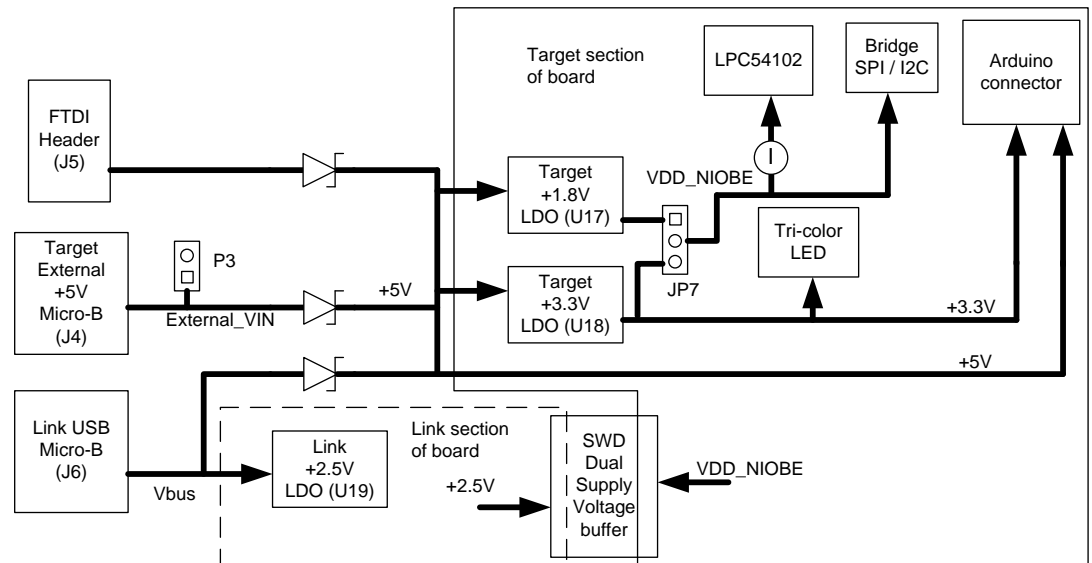 Target section
of board
LPC54102
Bridge
SPI / I2C
Arduino
connector
FTDI
Header
(J5)
I
Target
+1.8V
LDO (U17)
VDD_NIOBE
Tri-color
LED
Target
External
+5V
Micro-B
(J4)
P3
External_VIN
+5V
Target
+3.3V
LDO (U18)
JP7
+3.3V
+5V
Link USB
Micro-B
(J6)
Vbus
Link
+2.5V
LDO (U19)
Link section
of board
+2.5V
SWD
Dual
Supply
Voltage
buffer
VDD_NIOBE